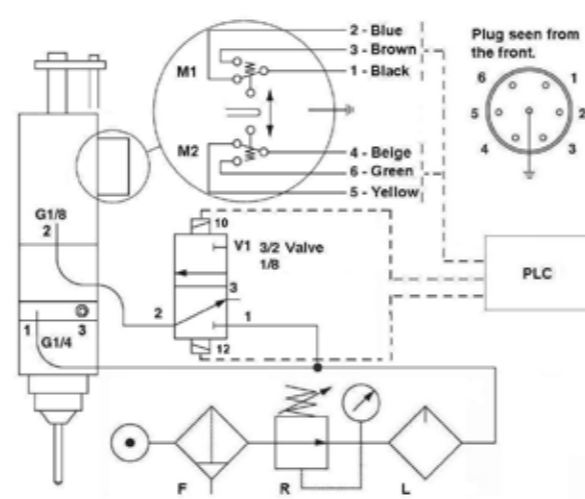 2 - Blue
3 - Brown
1 - Black
M1
M2
4 - Beige
6 - Green
5 - Yellow
Plug seen from
the front.
6
1
5
2
4
3
G1/8
2
10
V1 3/2 Valve
1/8
3
2
1
12
PLC
1
3
G1/4
F
R
L